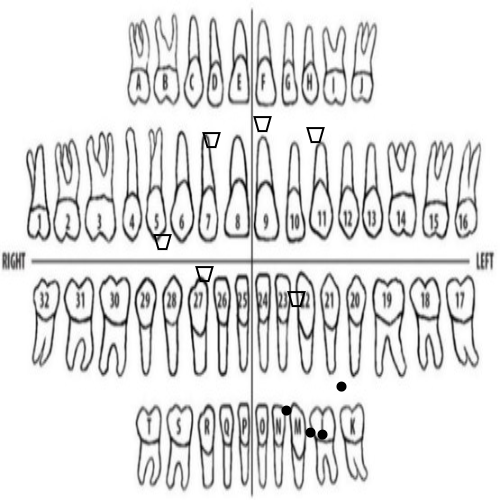 A B C D E F G H I J
1 2 3 4 5 6 7 8 9 10 11 12 13 14 15 16
RIGHT LEFT
32 31 30 29 28 27 26 25 24 23 22 21 20 19 18 17
T S R Q P O N M K